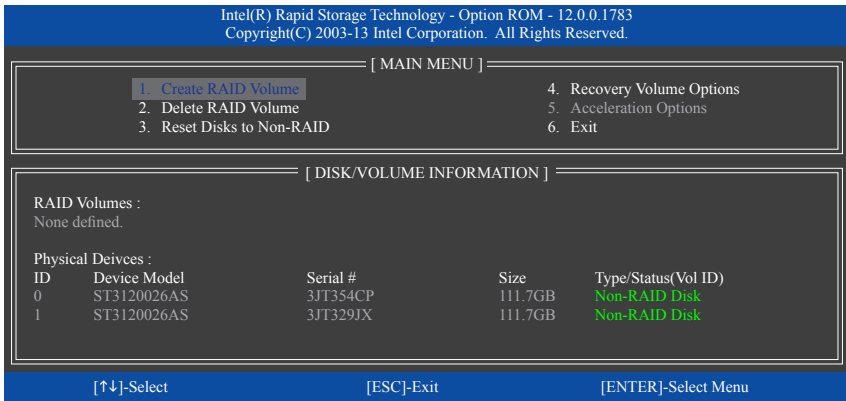 Intel(R) Rapid Storage Technology - Option ROM - 12.0.0.1783
Copyright(C) 2003-13 Intel Corporation.  All Rights Reserved.
[ MAIN MENU ]
1. Create RAID Volume
2. Delete RAID Volume
3. Reset Disks to Non-RAID
4. Recovery Volume Options
5. Acceleration Options
6. Exit
[ DISK/VOLUME INFORMATION ]
RAID Volumes :
None defined.
Physical Deivces :
ID Device Model Serial # Size Type/Status(Vol ID)
0 ST3120026AS 3JT354CP 111.7GB Non-RAID Disk
1 ST3120026AS 3JT329JX 111.7GB Non-RAID Disk
[↑↓]-Select [ESC]-Exit [ENTER]-Select Menu